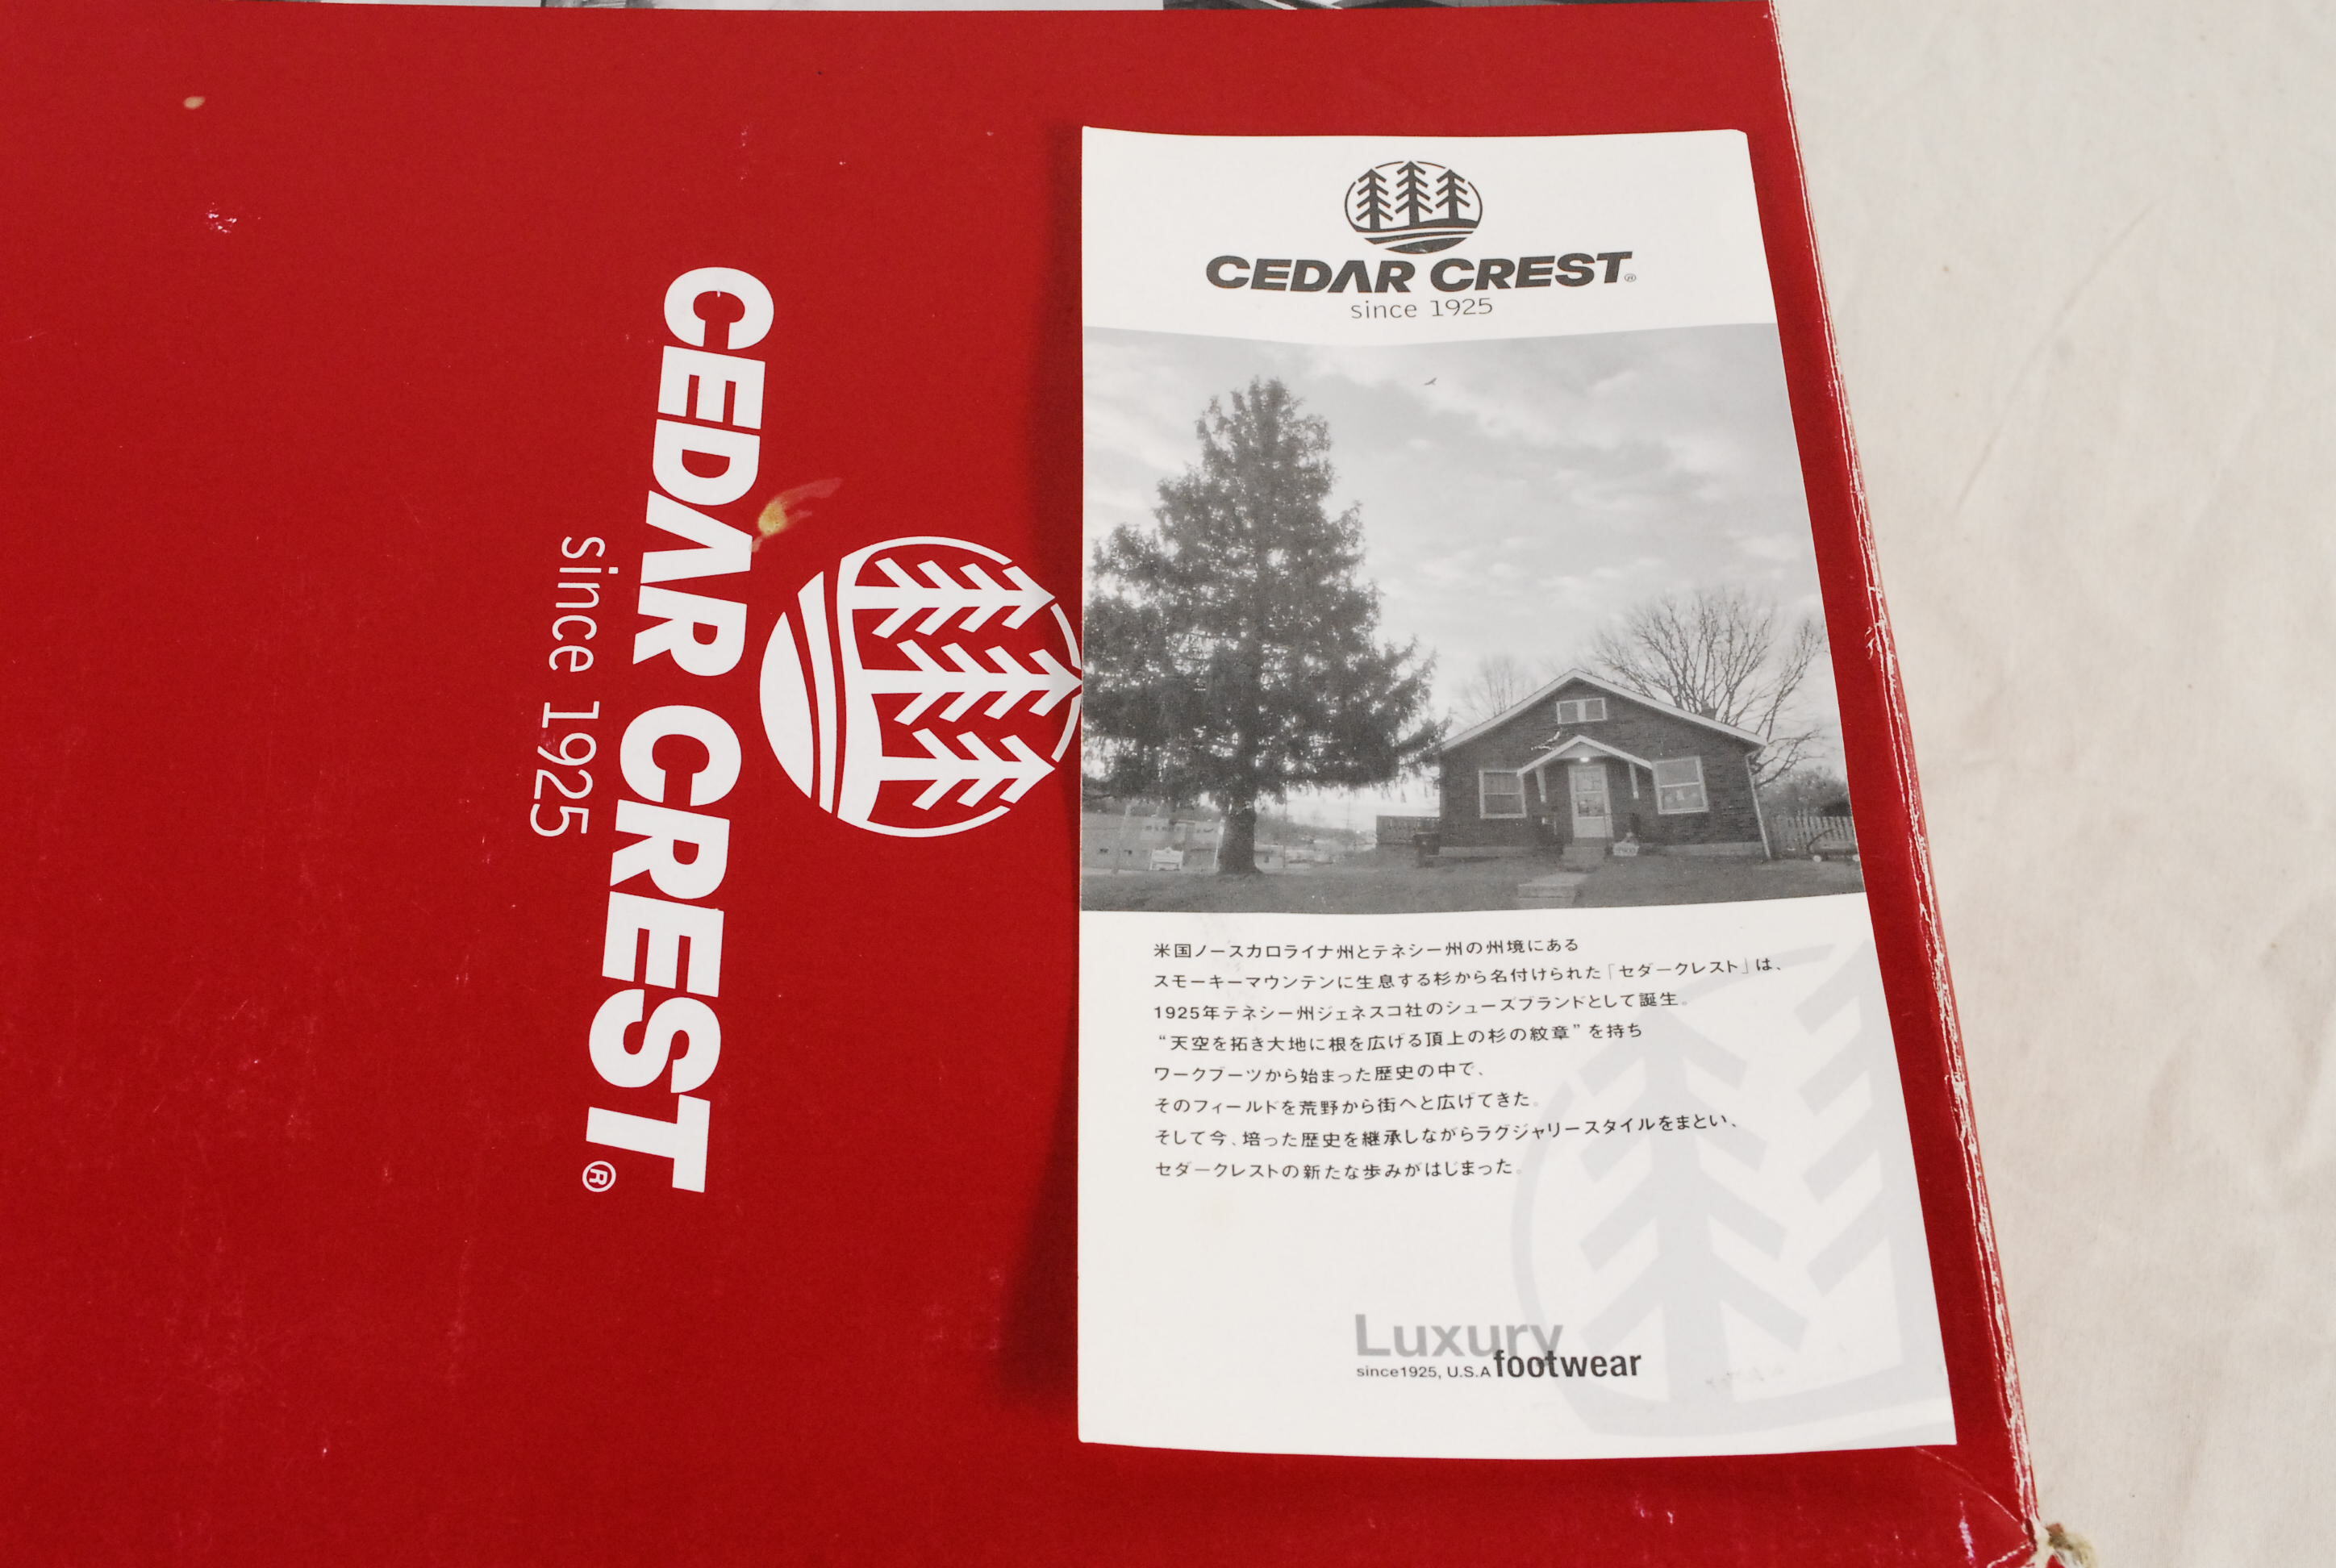 CEDAR CREST®
since 1925
CEDAR CREST®
since 1925
米国ノースカロライナ州とテネシー州の州境にある
スモーキーマウンテンに生息する杉から名付けられた「セダークレスト」は、
1925年テネシー州ジェネスコ社のシューズブランドとして誕生。
“天空を拓き大地に根を広げる頂上の杉の紋章”を持ち
ワークブーツから始まった歴史の中で、
そのフィールドを荒野から街へと広げてきた。
そして今、培った歴史を継承しながらラグジャリースタイルをまとい、
セダークレストの新たな歩みがはじまった。
Luxury
since1925, U.S.A footwear